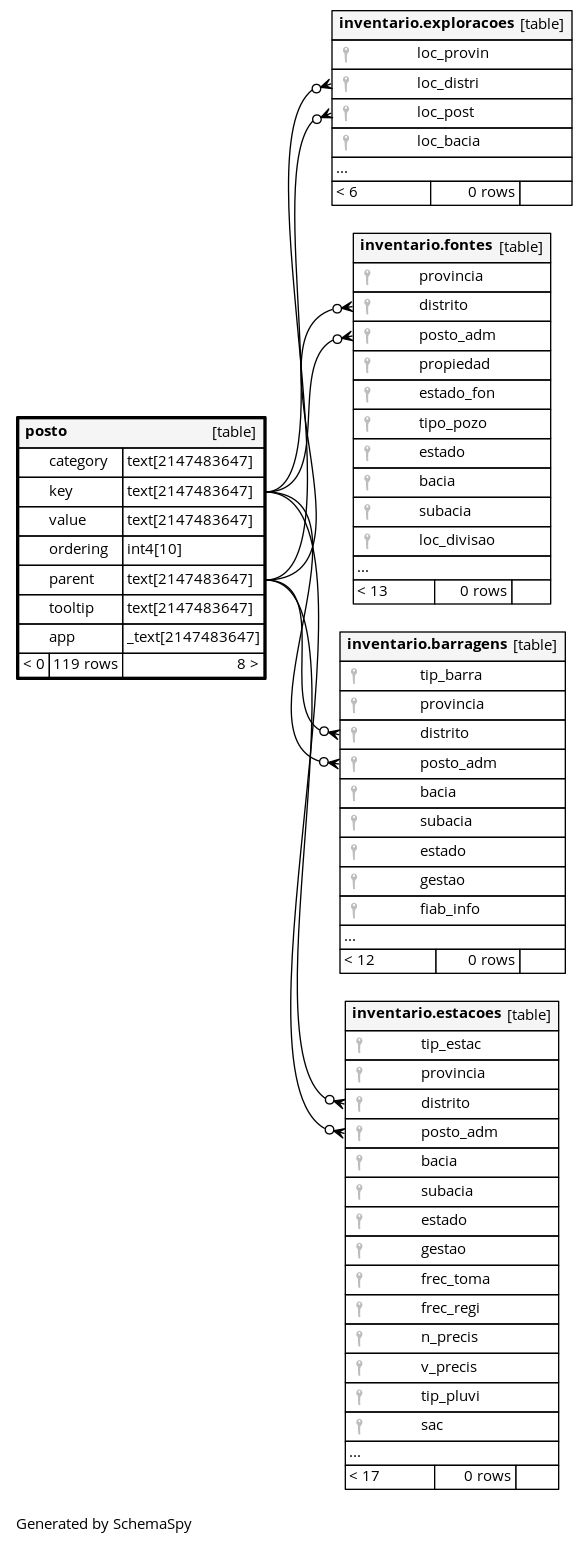 inventario.exploracoes [table]
loc_provin
loc_distri
loc_post
loc_bacia
...
< 6 0 rows
inventario.fontes [table]
provincia
distrito
posto_adm
propiedad
estado_fon
tipo_pozo
estado
bacia
subacia
loc_divisao
...
< 13 0 rows
posto [table]
category text[2147483647]
key text[2147483647]
value text[2147483647]
ordering int4[10]
parent text[2147483647]
tooltip text[2147483647]
app _text[2147483647]
< 0 119 rows 8 >
inventario.barragens [table]
tip_barra
provincia
distrito
posto_adm
bacia
subacia
estado
gestao
fiab_info
...
< 12 0 rows
inventario.estacoes [table]
tip_estac
provincia
distrito
posto_adm
bacia
subacia
estado
gestao
frec_toma
frec_regi
n_precis
v_precis
tip_pluvi
sac
...
< 17 0 rows
Generated by SchemaSpy